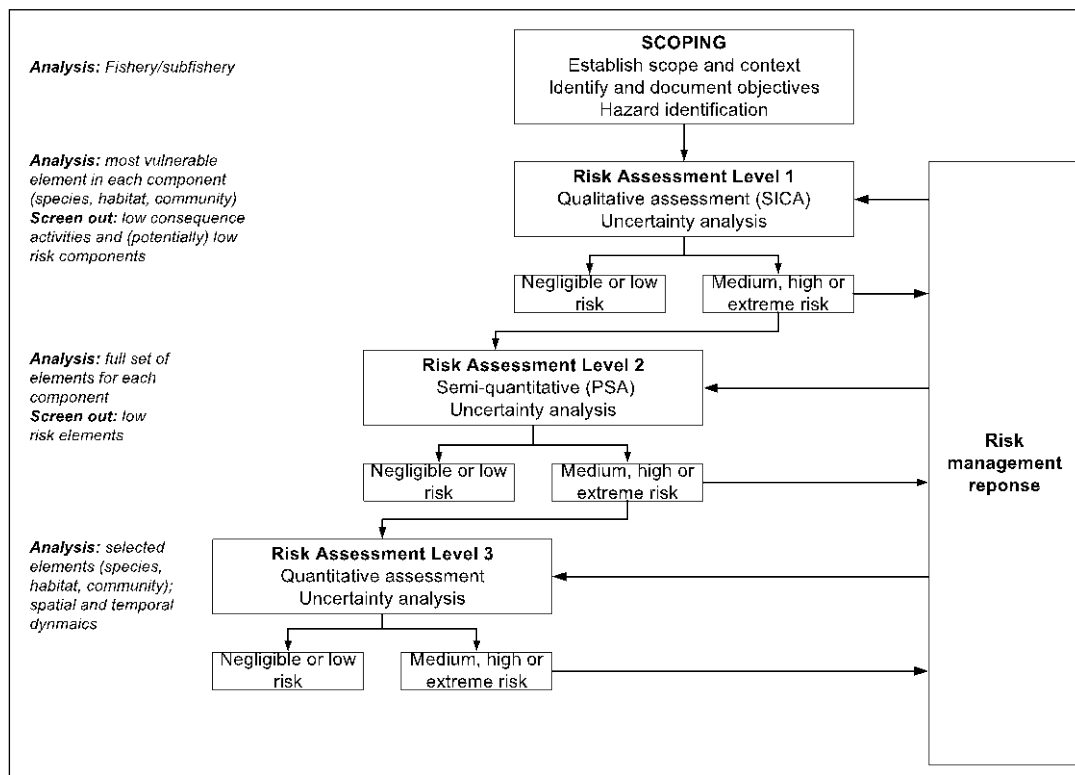 SCOPING
Establish scope and context
Identify and document objectives
Hazard identification
Analysis: Fishery/subfishery
Analysis: most vulnerable
element in each component
(species, habitat, community)
Screen out: low consequence
activities and (potentially) low
risk components
Risk Assessment Level 1
Qualitative assessment (SICA)
Uncertainty analysis
Negligible or low
risk
Medium, high or
extreme risk
Analysis: full set of
elements for each
component
Screen out: low
risk elements
Risk Assessment Level 2
Semi-quantitative (PSA)
Uncertainty analysis
Negligible or low
risk
Medium, high or
extreme risk
Risk
management
reponse
Analysis: selected
elements (species,
habitat, community);
spatial and temporal
dynmaics
Risk Assessment Level 3
Quantitative assessment
Uncertainty analysis
Negligible or low
risk
Medium, high or
extreme risk